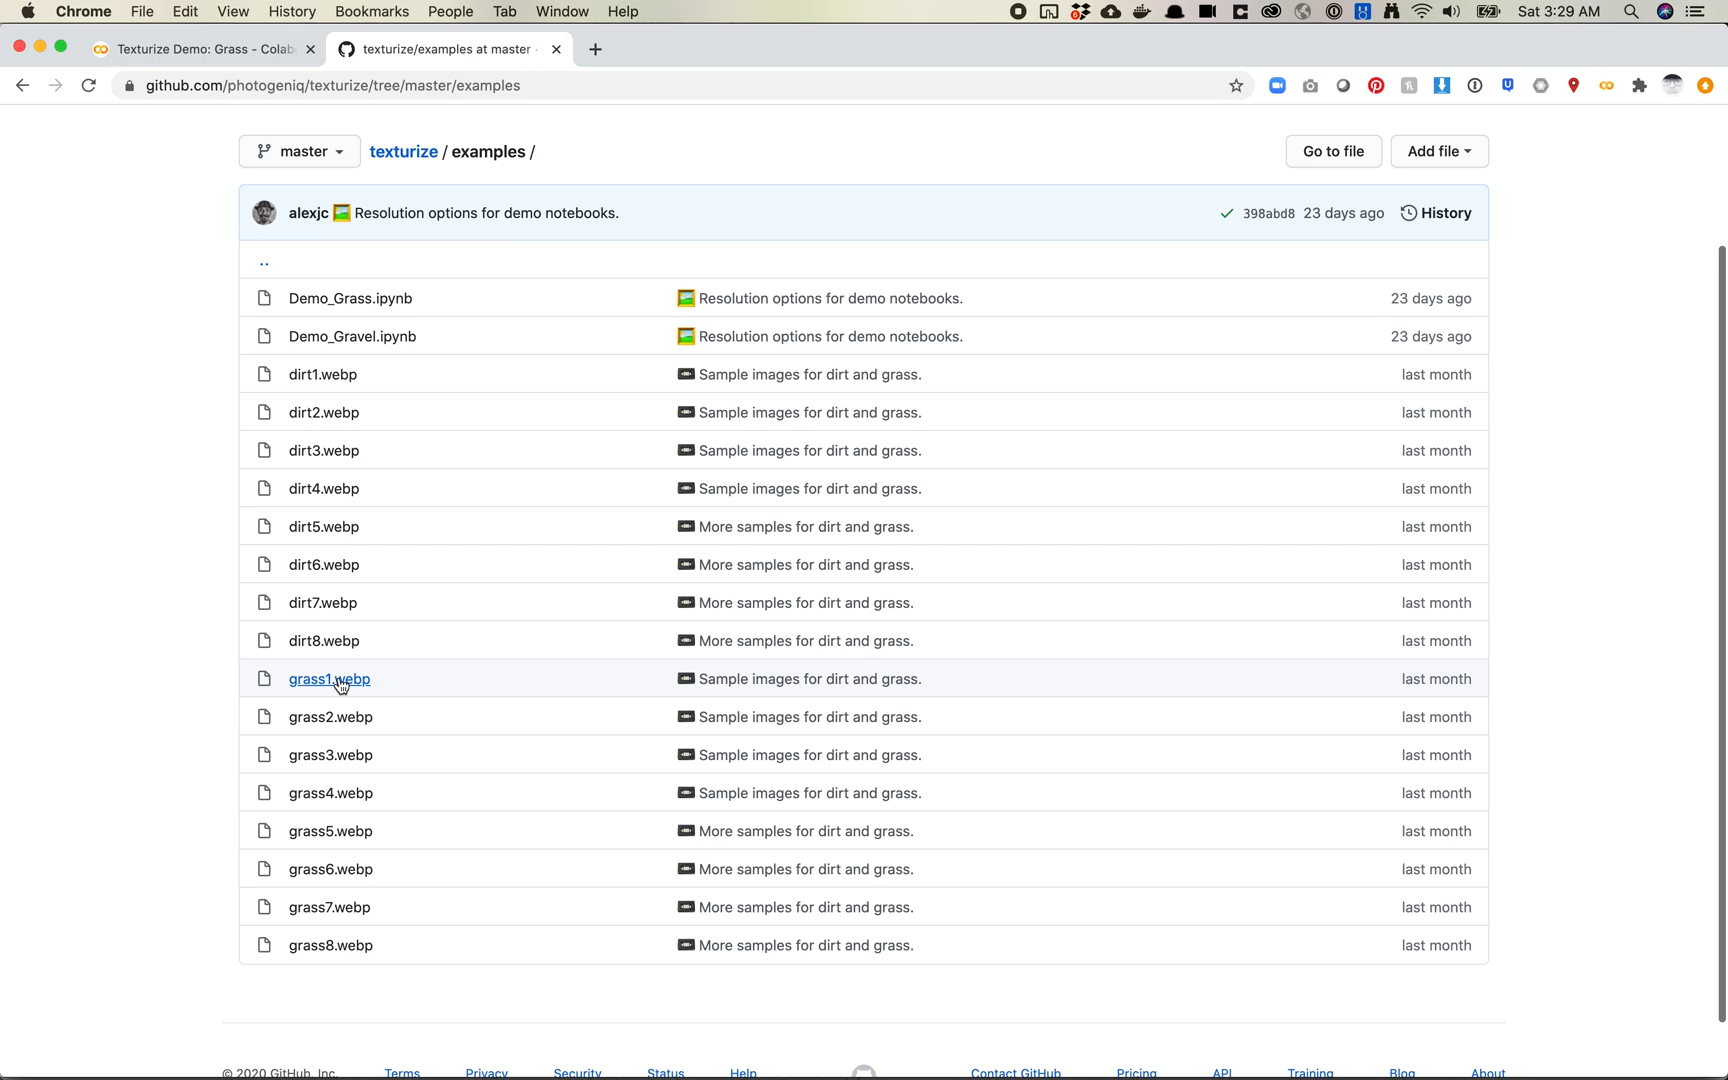 Chrome File Edit View History Bookmarks People Tab Window Help Sat 3:29 AM
Texturize Demo: Grass - Colab texturize/examples at master ·
github.com/photogeniq/texturize/tree/master/examples
master texturize / examples / Go to file Add file
alexjc Resolution options for demo notebooks. 398abd8 23 days ago History
..
Demo_Grass.ipynb Resolution options for demo notebooks. 23 days ago
Demo_Gravel.ipynb Resolution options for demo notebooks. 23 days ago
dirt1.webp Sample images for dirt and grass. last month
dirt2.webp Sample images for dirt and grass. last month
dirt3.webp Sample images for dirt and grass. last month
dirt4.webp Sample images for dirt and grass. last month
dirt5.webp More samples for dirt and grass. last month
dirt6.webp More samples for dirt and grass. last month
dirt7.webp More samples for dirt and grass. last month
dirt8.webp More samples for dirt and grass. last month
grass1.webp Sample images for dirt and grass. last month
grass2.webp Sample images for dirt and grass. last month
grass3.webp Sample images for dirt and grass. last month
grass4.webp Sample images for dirt and grass. last month
grass5.webp More samples for dirt and grass. last month
grass6.webp More samples for dirt and grass. last month
grass7.webp More samples for dirt and grass. last month
grass8.webp More samples for dirt and grass. last month
© 2020 GitHub, Inc. Terms Privacy Security Status Help Contact GitHub Pricing API Training Blog About